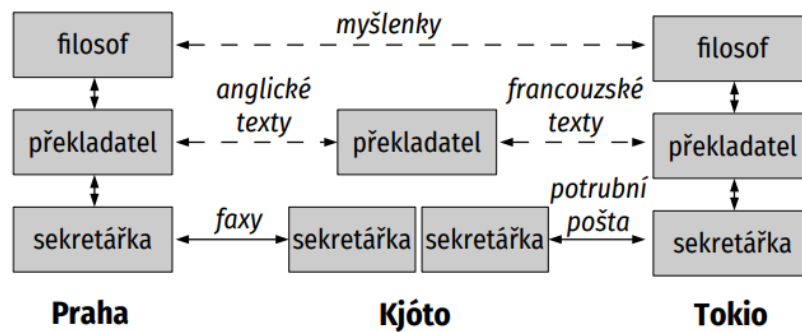 filosof
myšlenky
filosof
anglické
texty
francouzské
texty
překladatel
překladatel
překladatel
sekretářka
faxy
sekretářka
sekretářka
potrubní
pošta
sekretářka
Praha
Kjóto
Tokio